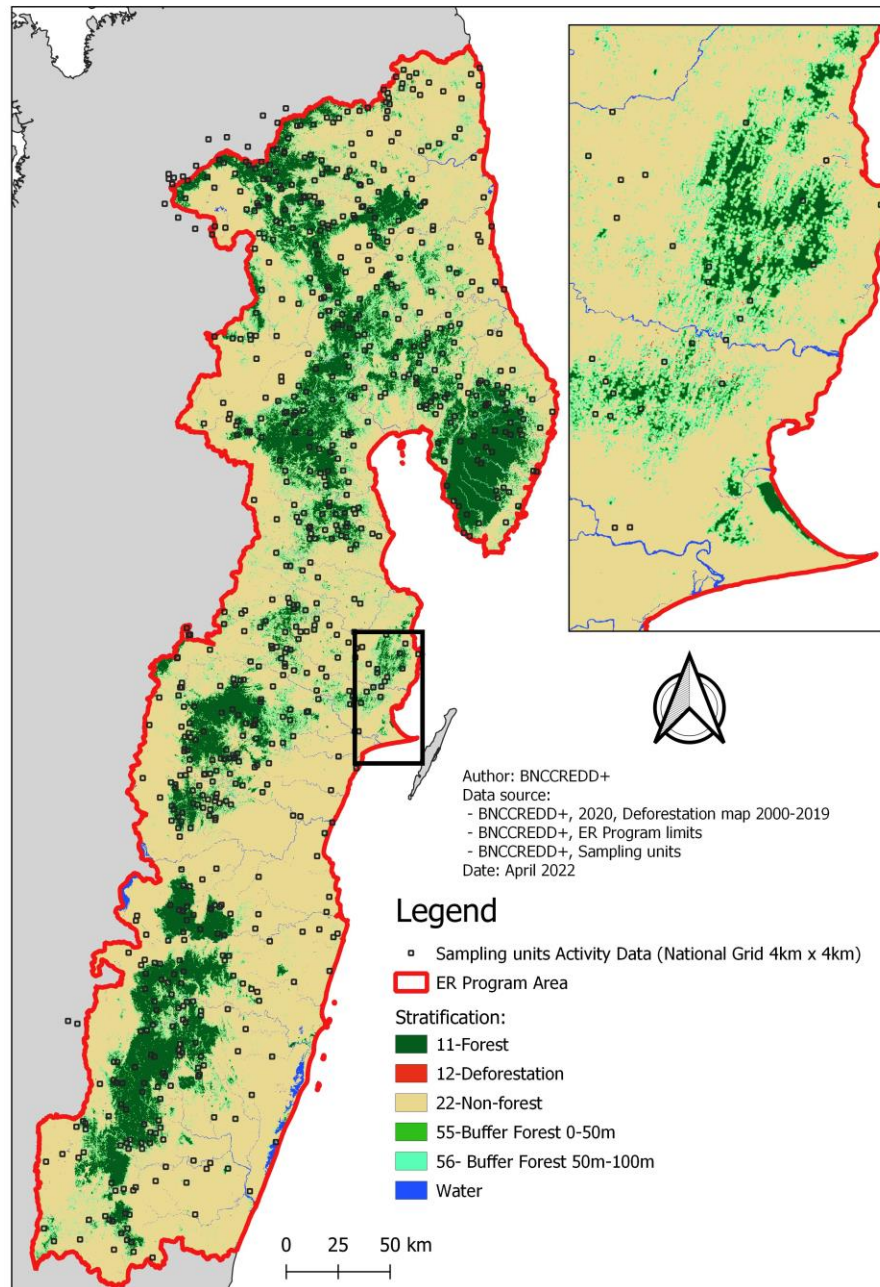 Author: BNCCREDD+
Data source:
- BNCCREDD+, 2020, Deforestation map 2000-2019
- BNCCREDD+, ER Program limits
- BNCCREDD+, Sampling units
Date: April 2022
Legend
Sampling units Activity Data (National Grid 4km x 4km)
ER Program Area
Stratification:
11-Forest
12-Deforestation
22-Non-forest
55-Buffer Forest 0-50m
56- Buffer Forest 50m-100m
Water
0 25 50 km